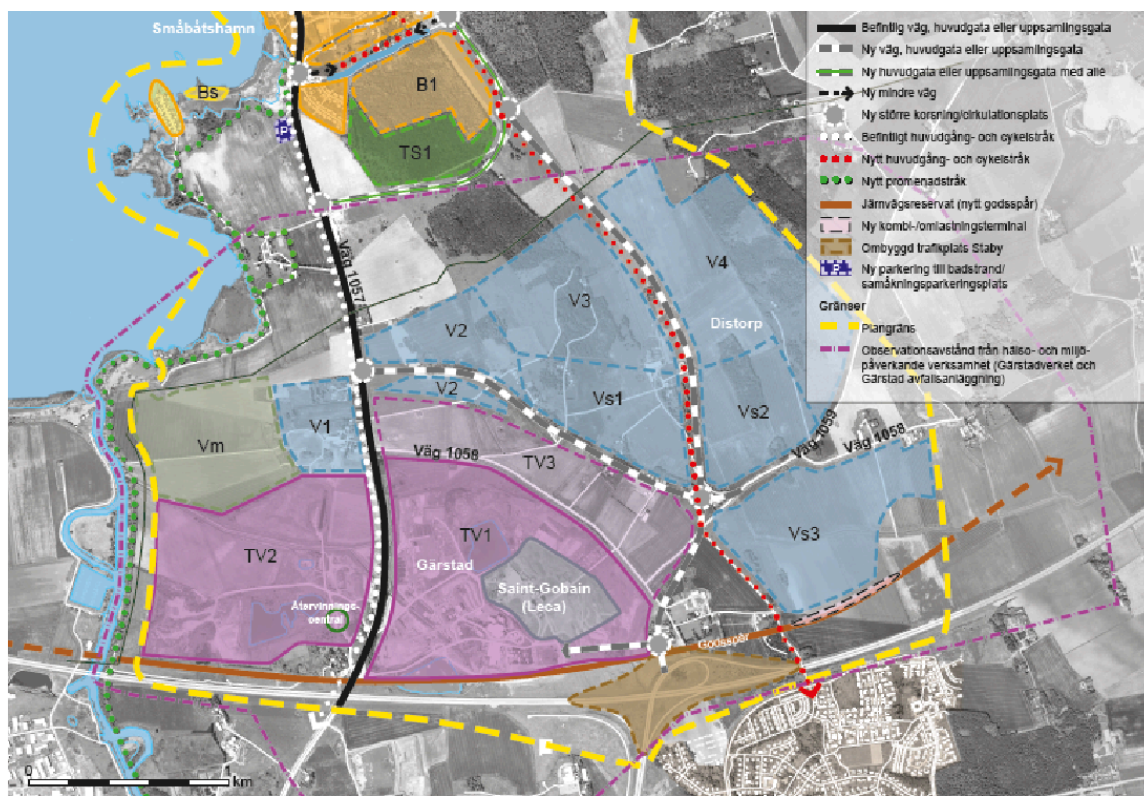 Småbåtshamn
Bs
B1
TS1
P
Väg 1057
V4
V3
Distorp
V2
V2
Vs1
Vs2
V1
Vm
Väg 1059
Väg 1058
Väg 1058
TV3
TV1
Gärstad
TV2
Vs3
Saint-Gobain
(Leca)
Återvinnings-
central
Godsspår
0 1
km
Befintlig väg, huvudgata eller uppsamlingsgata
Ny väg, huvudgata eller uppsamlingsgata
Ny huvudgata eller uppsamlingsgata med allé
Ny mindre väg
Ny större korsning/cirkulationsplats
Befintligt huvudgång- och cykelstråk
Nytt huvudgång- och cykelstråk
Nytt promenadstråk
Järnvägsreservat (nytt godsspår)
Ny kombi-/omlastningsterminal
Ombyggd trafikplats Staby
P
Ny parkering till badstrand/
samåkningsparkeringsplats
Gränser
Plangräns
Observationsavstånd från hälso- och miljö-
påverkande verksamhet (Gärstadverket och
Gärstad avfallsanläggning)